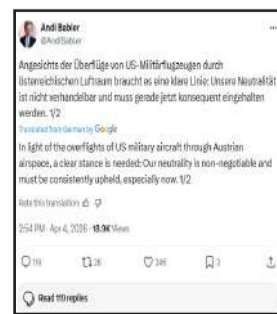 Andi Babler
@AndiBabler
Angesichts der Überflüge von US-Militärflugzeugen durch
österreichischen Luftraum braucht es eine klare Linie: Unsere Neutralität
ist nicht verhandelbar und muss gerade jetzt konsequent eingehalten
werden. 1/2
Translated from German by Google
In light of the overflights of US military aircraft through Austrian
airspace, a clear stance is needed: Our neutrality is non-negotiable and
must be consistently upheld, especially now. 1/2
Rate this translation:
2:54 PM · Apr 4, 2026 · 18.9K Views
119 26 246 3
Read 119 replies